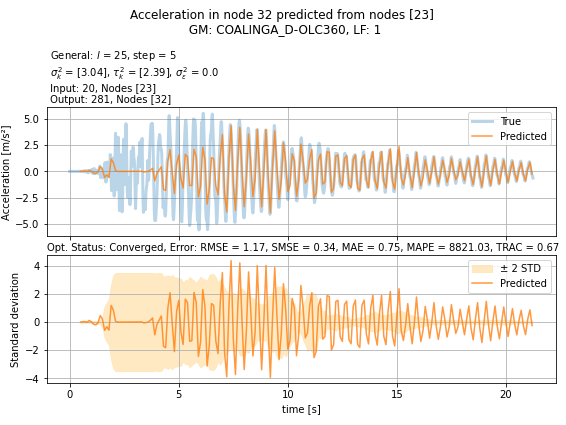 Acceleration in node 32 predicted from nodes [23]
GM: COALINGA_D-OLC360, LF: 1
General: l = 25, step = 5
σ²ₖ = [3.04], τ²ₖ = [2.39], σ²ε = 0.0
Input: 20, Nodes [23]
Output: 281, Nodes [32]
Acceleration [m/s²]
5.0
2.5
0.0
−2.5
−5.0
True
Predicted
Opt. Status: Converged, Error: RMSE = 1.17, SMSE = 0.34, MAE = 0.75, MAPE = 8821.03, TRAC = 0.67
Standard deviation
4
2
0
−2
−4
± 2 STD
Predicted
0 5 10 15 20
time [s]